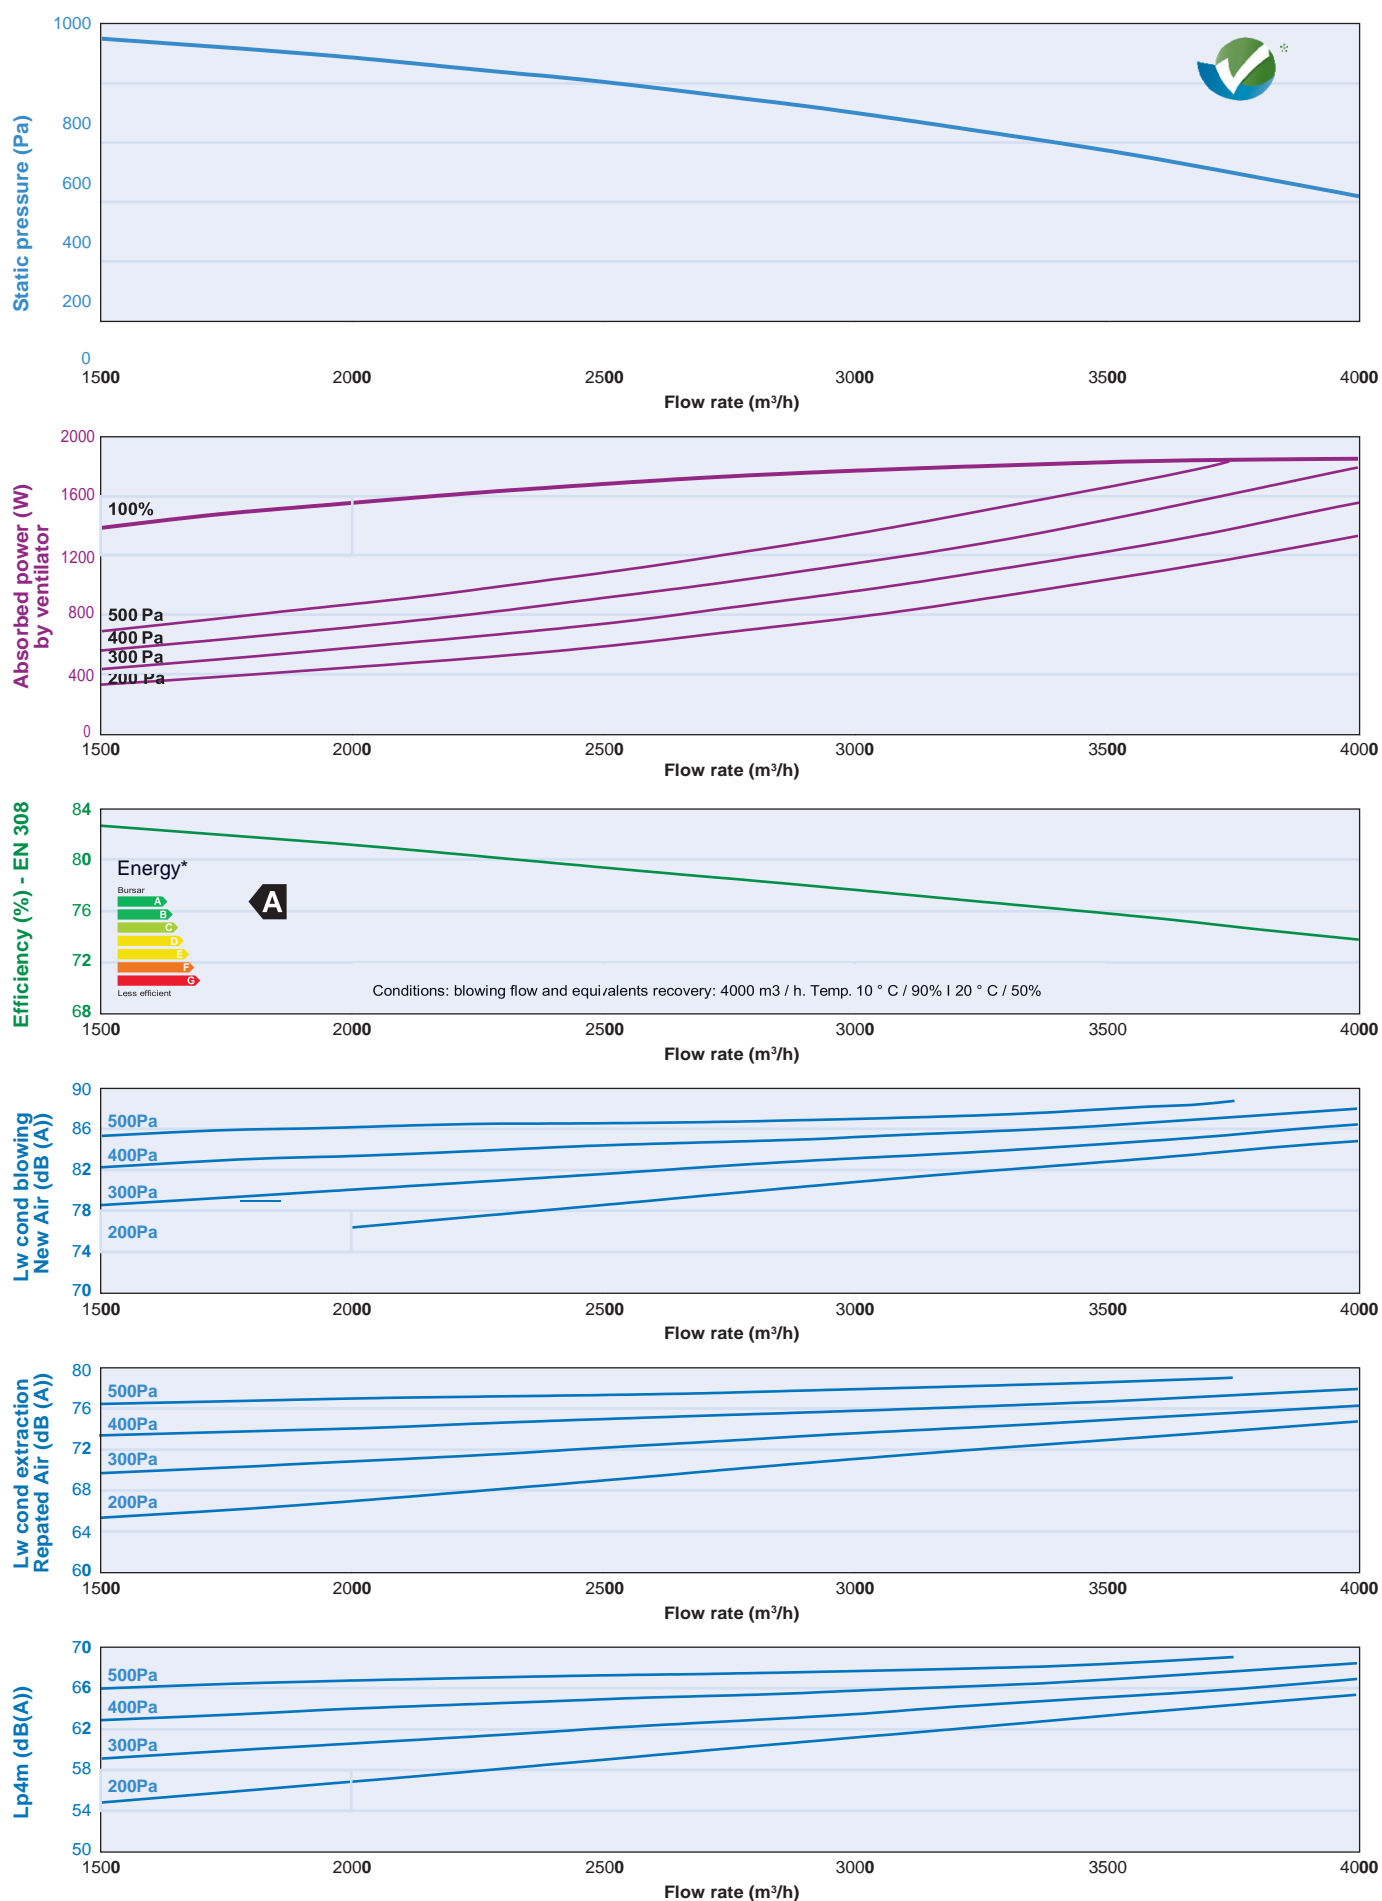 1000
800
600
400
200
0
Static pressure (Pa)
*
1500 2000 2500 3000 3500 4000
Flow rate (m³/h)
2000
1600
1200
800
400
0
Absorbed power (W)
by ventilator
100%
500 Pa
400 Pa
300 Pa
200 Pa
1500 2000 2500 3000 3500 4000
Flow rate (m³/h)
84
80
76
72
68
Efficiency (%) - EN 308
Energy*
Bursar
A
B
C
D
E
F
G
Less efficient
A
Conditions: blowing flow and equivalents recovery: 4000 m3 / h. Temp. 10 ° C / 90% I 20 ° C / 50%
1500 2000 2500 3000 3500 4000
Flow rate (m³/h)
90
86
82
78
74
70
Lw cond blowing
New Air (dB (A))
500Pa
400Pa
300Pa
200Pa
1500 2000 2500 3000 3500 4000
Flow rate (m³/h)
80
76
72
68
64
60
Lw cond extraction
Repated Air (dB (A))
500Pa
400Pa
300Pa
200Pa
1500 2000 2500 3000 3500 4000
Flow rate (m³/h)
70
66
62
58
54
50
Lp4m (dB(A))
500Pa
400Pa
300Pa
200Pa
1500 2000 2500 3000 3500 4000
Flow rate (m³/h)